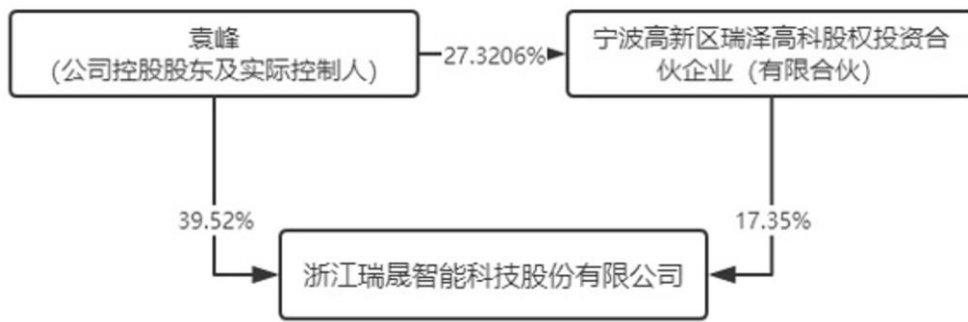 袁峰
(公司控股股东及实际控制人)
27.3206%
宁波高新区瑞泽高科股权投资合
伙企业（有限合伙）
39.52%
17.35%
浙江瑞晟智能科技股份有限公司